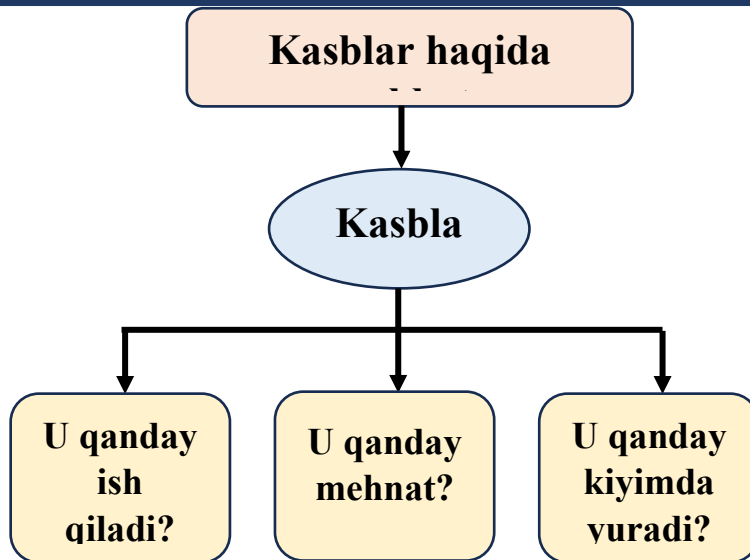 Kasblar haqida
Kasbla
U qanday
ish
qiladi?
U qanday
mehnat?
U qanday
kiyimda
yuradi?